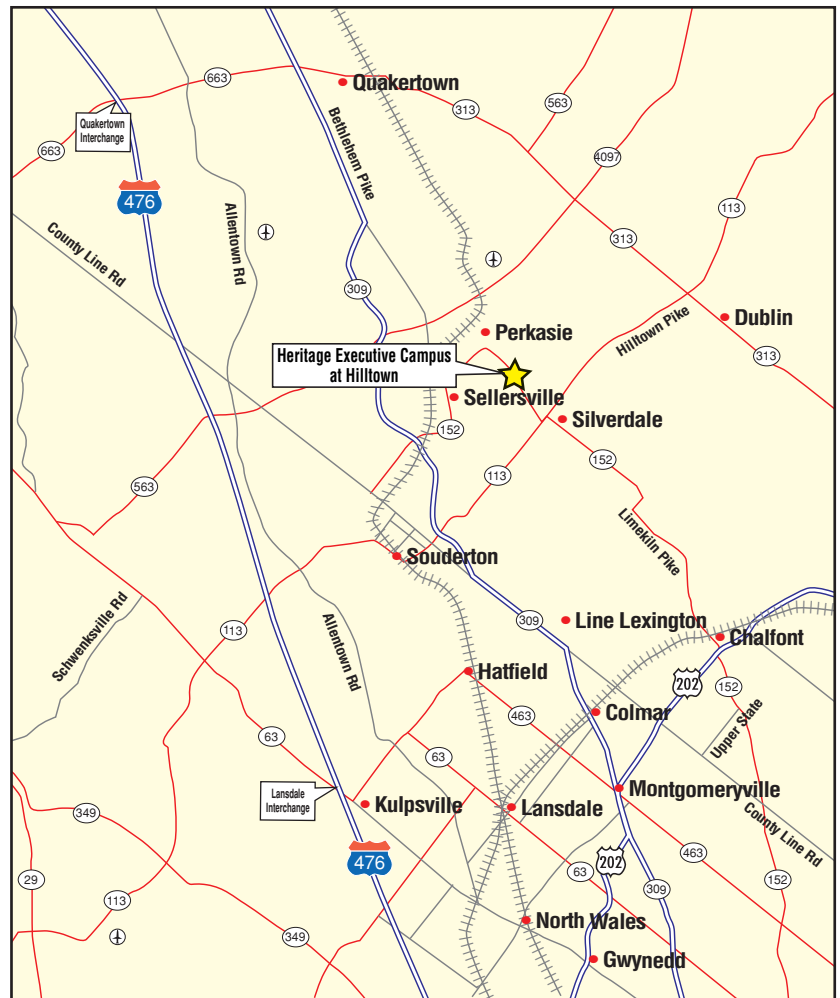 663
Quakertown
563
313
Quakertown
Interchange
Bethlehem Pike
663
4097
476
113
Allentown Rd
County Line Rd
313
309
Hilltown Pike
Dublin
Perkasie
313
Heritage Executive Campus
at Hilltown
Sellersville
Silverdale
152
152
563
113
Limekiln Pike
Souderton
Schwenksville Rd
113
Allentown Rd
309
Line Lexington
Chalfont
Hatfield
202
152
463
Colmar
Upper State
63
63
Lansdale
Interchange
Kulpsville
Lansdale
Montgomeryville
County Line Rd
349
476
202
463
63
29
309
152
113
North Wales
349
Gwynedd